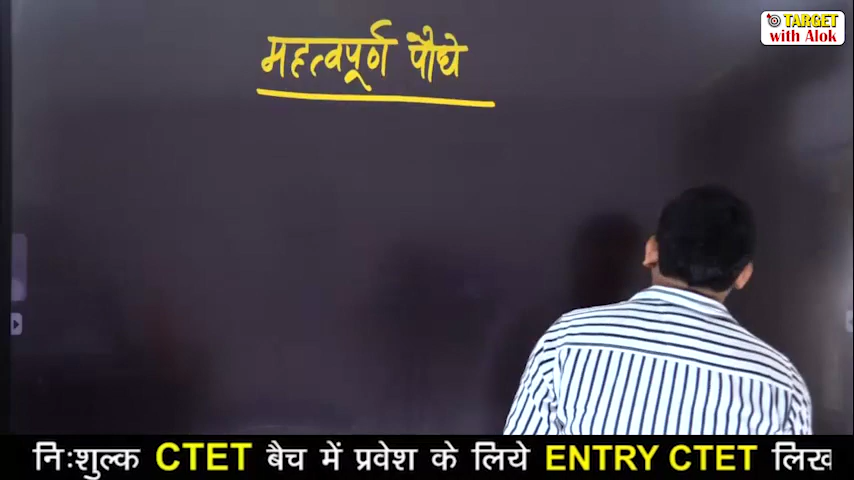 TARGET
with Alok
महत्वपूर्ण पौधे
निःशुल्क CTET बैच में प्रवेश के लिये ENTRY CTET लिख